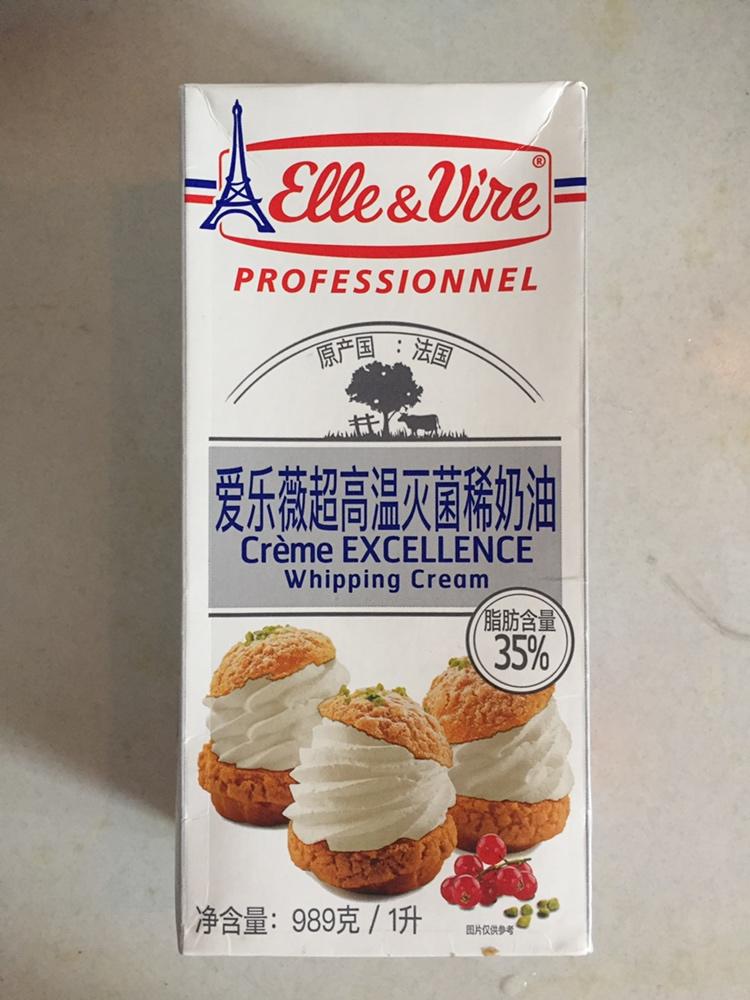 Elle&Vire®
PROFESSIONNEL
原产国 : 法国
爱乐薇超高温灭菌稀奶油
Crème EXCELLENCE
Whipping Cream
脂肪含量
35%
净含量: 989克 / 1升
图片仅供参考